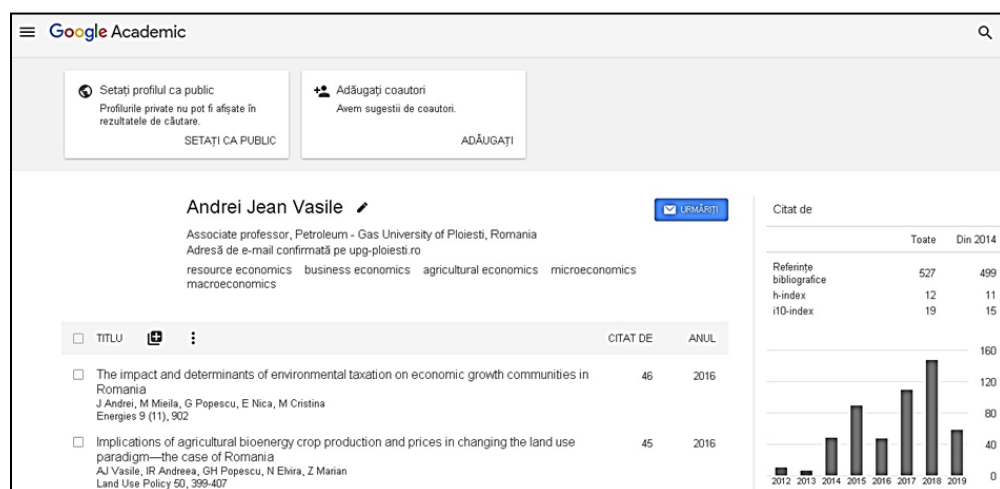 Google Academic
Setați profilul ca public
Profilurile private nu pot fi afișate în
rezultatele de căutare.
SETAȚI CA PUBLIC
Adăugați coautori
Avem sugestii de coautori.
ADĂUGAȚI
Andrei Jean Vasile
URMĂRIȚI
Associate professor, Petroleum - Gas University of Ploiesti, Romania
Adresă de e-mail confirmată pe upg-ploiesti.ro
resource economics business economics agricultural economics microeconomics
macroeconomics
TITLU CITAT DE ANUL
The impact and determinants of environmental taxation on economic growth communities in 46 2016
Romania
J Andrei, M Mieila, G Popescu, E Nica, M Cristina
Energies 9 (11), 902
Implications of agricultural bioenergy crop production and prices in changing the land use 45 2016
paradigm—the case of Romania
AJ Vasile, IR Andreea, GH Popescu, N Elvira, Z Marian
Land Use Policy 50, 399-407
Citat de
Toate Din 2014
Referințe
bibliografice 527 499
h-index 12 11
i10-index 19 15
160
120
80
40
0
2012 2013 2014 2015 2016 2017 2018 2019